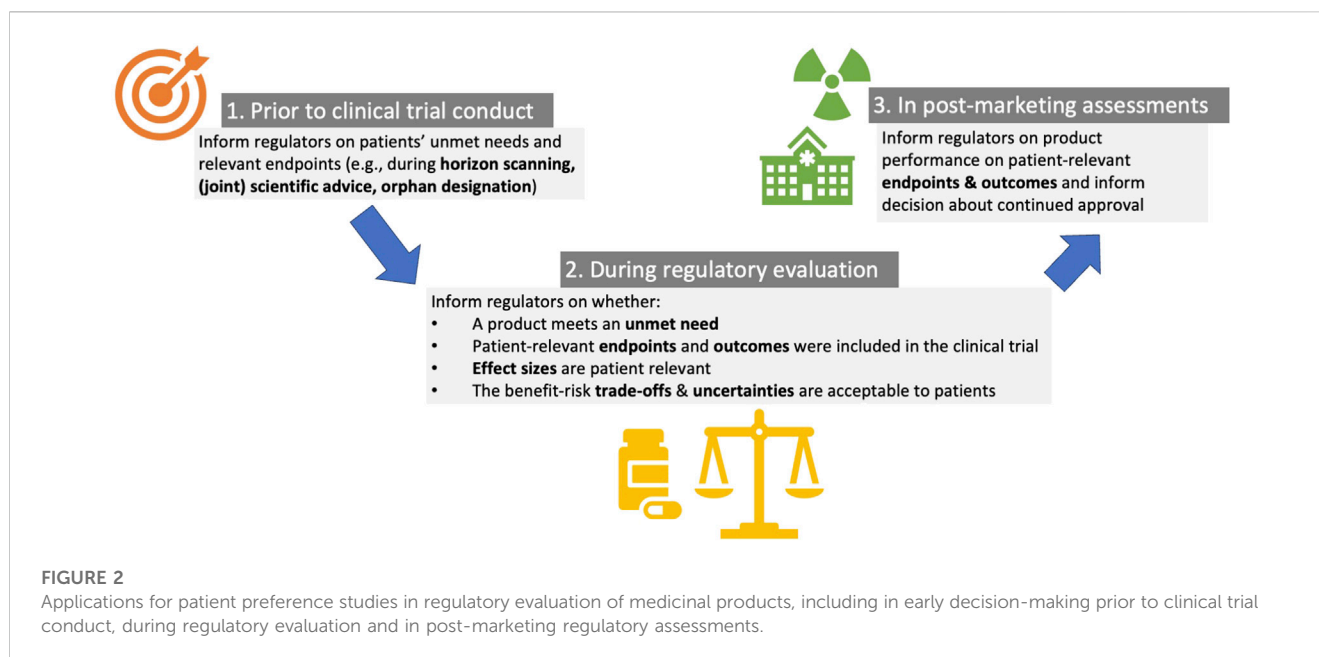 1. Prior to clinical trial conduct
Inform regulators on patients’ unmet needs and
relevant endpoints (e.g., during horizon scanning,
(joint) scientific advice, orphan designation)
3. In post-marketing assessments
Inform regulators on product
performance on patient-relevant
endpoints & outcomes and inform
decision about continued approval
2. During regulatory evaluation
Inform regulators on whether:
• A product meets an unmet need
• Patient-relevant endpoints and outcomes were included in the clinical trial
• Effect sizes are patient relevant
• The benefit-risk trade-offs & uncertainties are acceptable to patients
FIGURE 2
Applications for patient preference studies in regulatory evaluation of medicinal products, including in early decision-making prior to clinical trial
conduct, during regulatory evaluation and in post-marketing regulatory assessments.